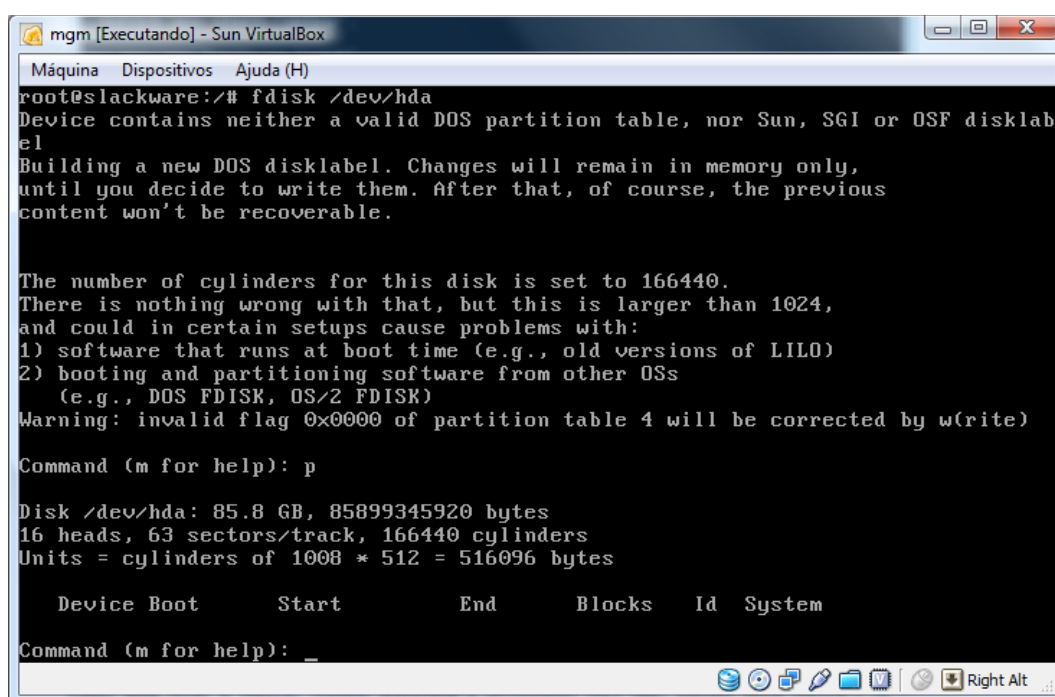 mgm [Executando] - Sun VirtualBox
Máquina Dispositivos Ajuda (H)
root@slackware:/# fdisk /dev/hda
Device contains neither a valid DOS partition table, nor Sun, SGI or OSF disklab
el
Building a new DOS disklabel. Changes will remain in memory only,
until you decide to write them. After that, of course, the previous
content won't be recoverable.
The number of cylinders for this disk is set to 166440.
There is nothing wrong with that, but this is larger than 1024,
and could in certain setups cause problems with:
1) software that runs at boot time (e.g., old versions of LILO)
2) booting and partitioning software from other OSs
(e.g., DOS FDISK, OS/2 FDISK)
Warning: invalid flag 0x0000 of partition table 4 will be corrected by w(rite)
Command (m for help): p
Disk /dev/hda: 85.8 GB, 85899345920 bytes
16 heads, 63 sectors/track, 166440 cylinders
Units = cylinders of 1008 * 512 = 516096 bytes
Device Boot Start End Blocks Id System
Command (m for help): _
Right Alt